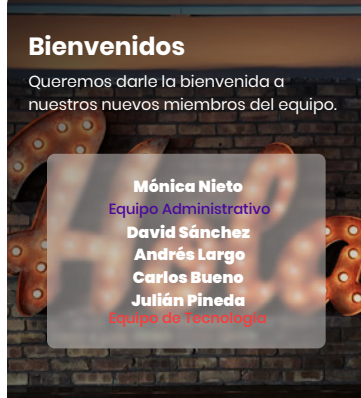 Bienvenidos
Queremos darle la bienvenida a
nuestros nuevos miembros del equipo.
Hola
Mónica Nieto
Equipo Administrativo
David Sánchez
Andrés Largo
Carlos Bueno
Julián Pineda
Equipo de Tecnología